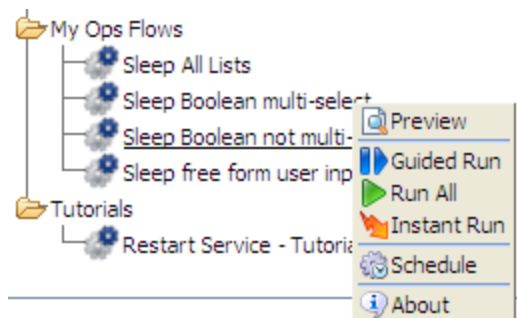 My Ops Flows
Sleep All Lists
Sleep Boolean multi-select
Sleep Boolean not multi-
Sleep free form user inp
Tutorials
Restart Service - Tutoria
Preview
Guided Run
Run All
Instant Run
Schedule
About